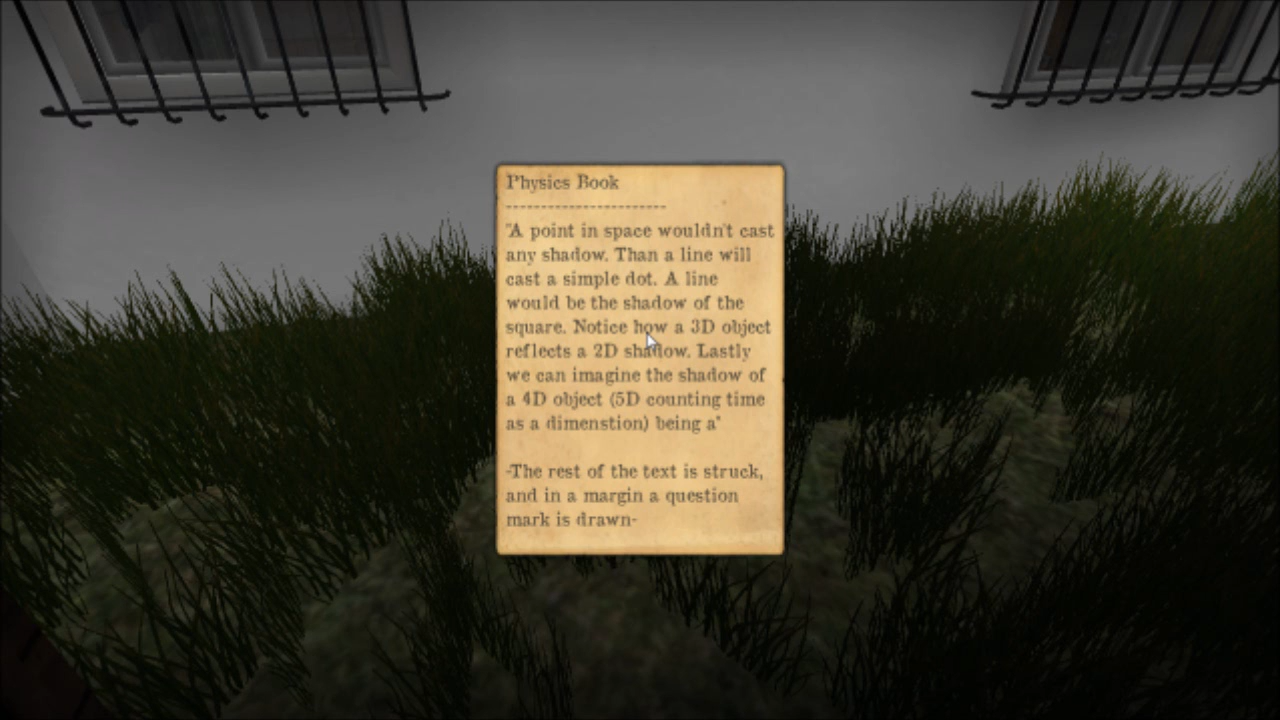 Physics Book
-----------------------
"A point in space wouldn't cast
any shadow. Than a line will
cast a simple dot. A line
would be the shadow of the
square. Notice how a 3D object
reflects a 2D shadow. Lastly
we can imagine the shadow of
a 4D object (5D counting time
as a dimenstion) being a"
-The rest of the text is struck,
and in a margin a question
mark is drawn-